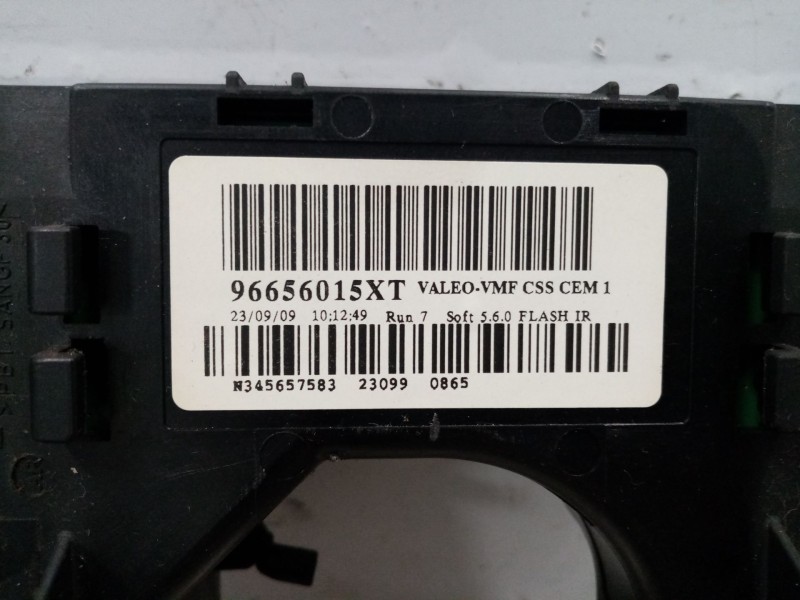 96656015XT VALEO-VMF CSS CEM 1
23/09/09 10:12:49 Run 7 Soft 5.6.0 FLASH IR
N345657583 23099 0865